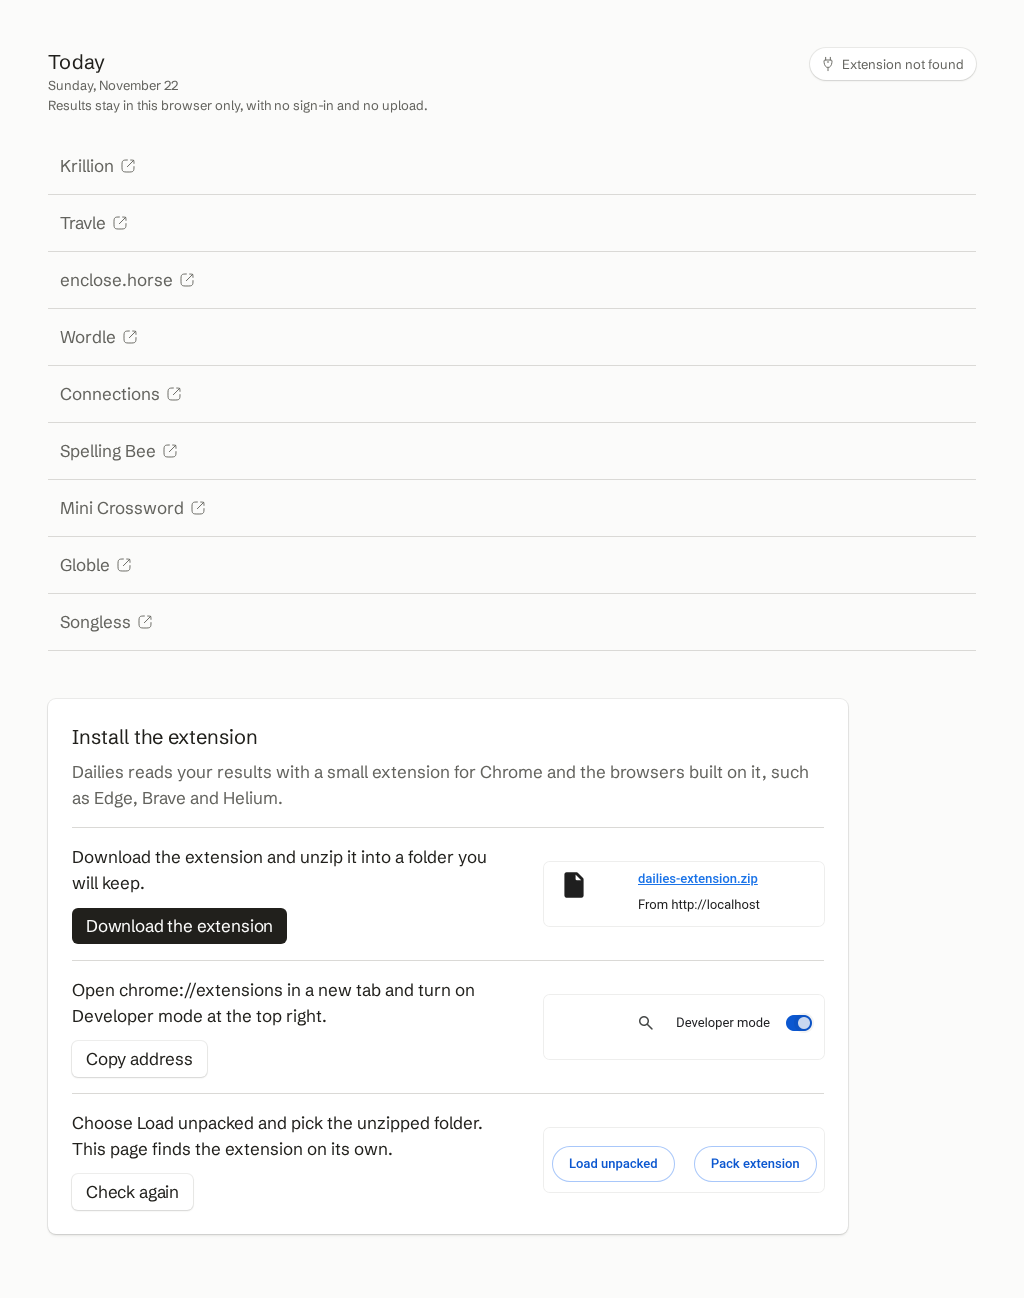 Today
Extension not found
Sunday, November 22
Results stay in this browser only, with no sign-in and no upload.
Krillion
Travle
enclose.horse
Wordle
Connections
Spelling Bee
Mini Crossword
Globle
Songless
Install the extension
Dailies reads your results with a small extension for Chrome and the browsers built on it, such
as Edge, Brave and Helium.
Download the extension and unzip it into a folder you
will keep.
Download the extension
dailies-extension.zip
From http://localhost
Open chrome://extensions in a new tab and turn on
Developer mode at the top right.
Copy address
Developer mode
Choose Load unpacked and pick the unzipped folder.
This page finds the extension on its own.
Check again
Load unpacked
Pack extension